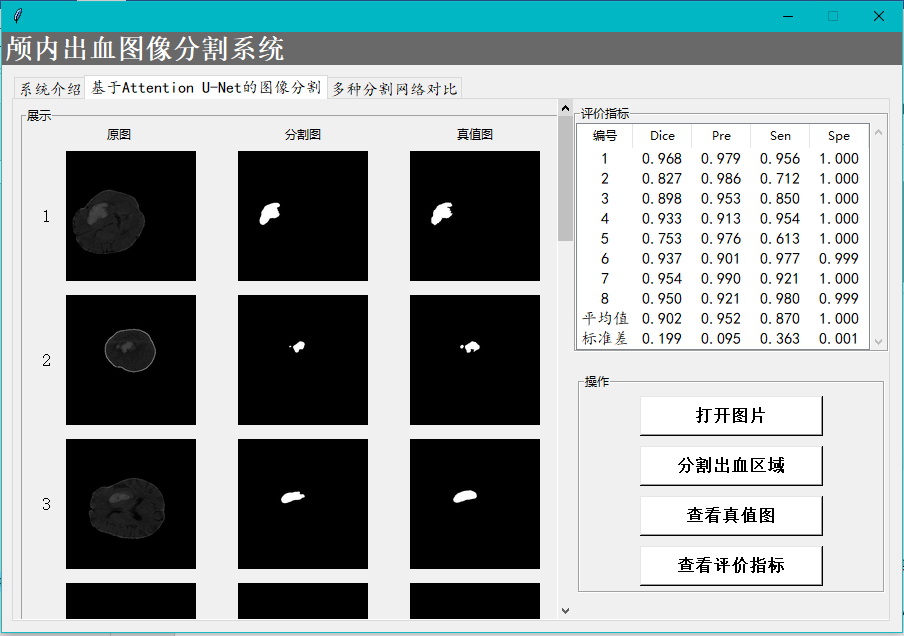 颅内出血图像分割系统
系统介绍 基于Attention U-Net的图像分割 多种分割网络对比
展示
原图 分割图 真值图
1
2
3
评价指标
编号 Dice Pre Sen Spe
1 0.968 0.979 0.956 1.000
2 0.827 0.986 0.712 1.000
3 0.898 0.953 0.850 1.000
4 0.933 0.913 0.954 1.000
5 0.753 0.976 0.613 1.000
6 0.937 0.901 0.977 0.999
7 0.954 0.990 0.921 1.000
8 0.950 0.921 0.980 0.999
平均值 0.902 0.952 0.870 1.000
标准差 0.199 0.095 0.363 0.001
操作
打开图片
分割出血区域
查看真值图
查看评价指标